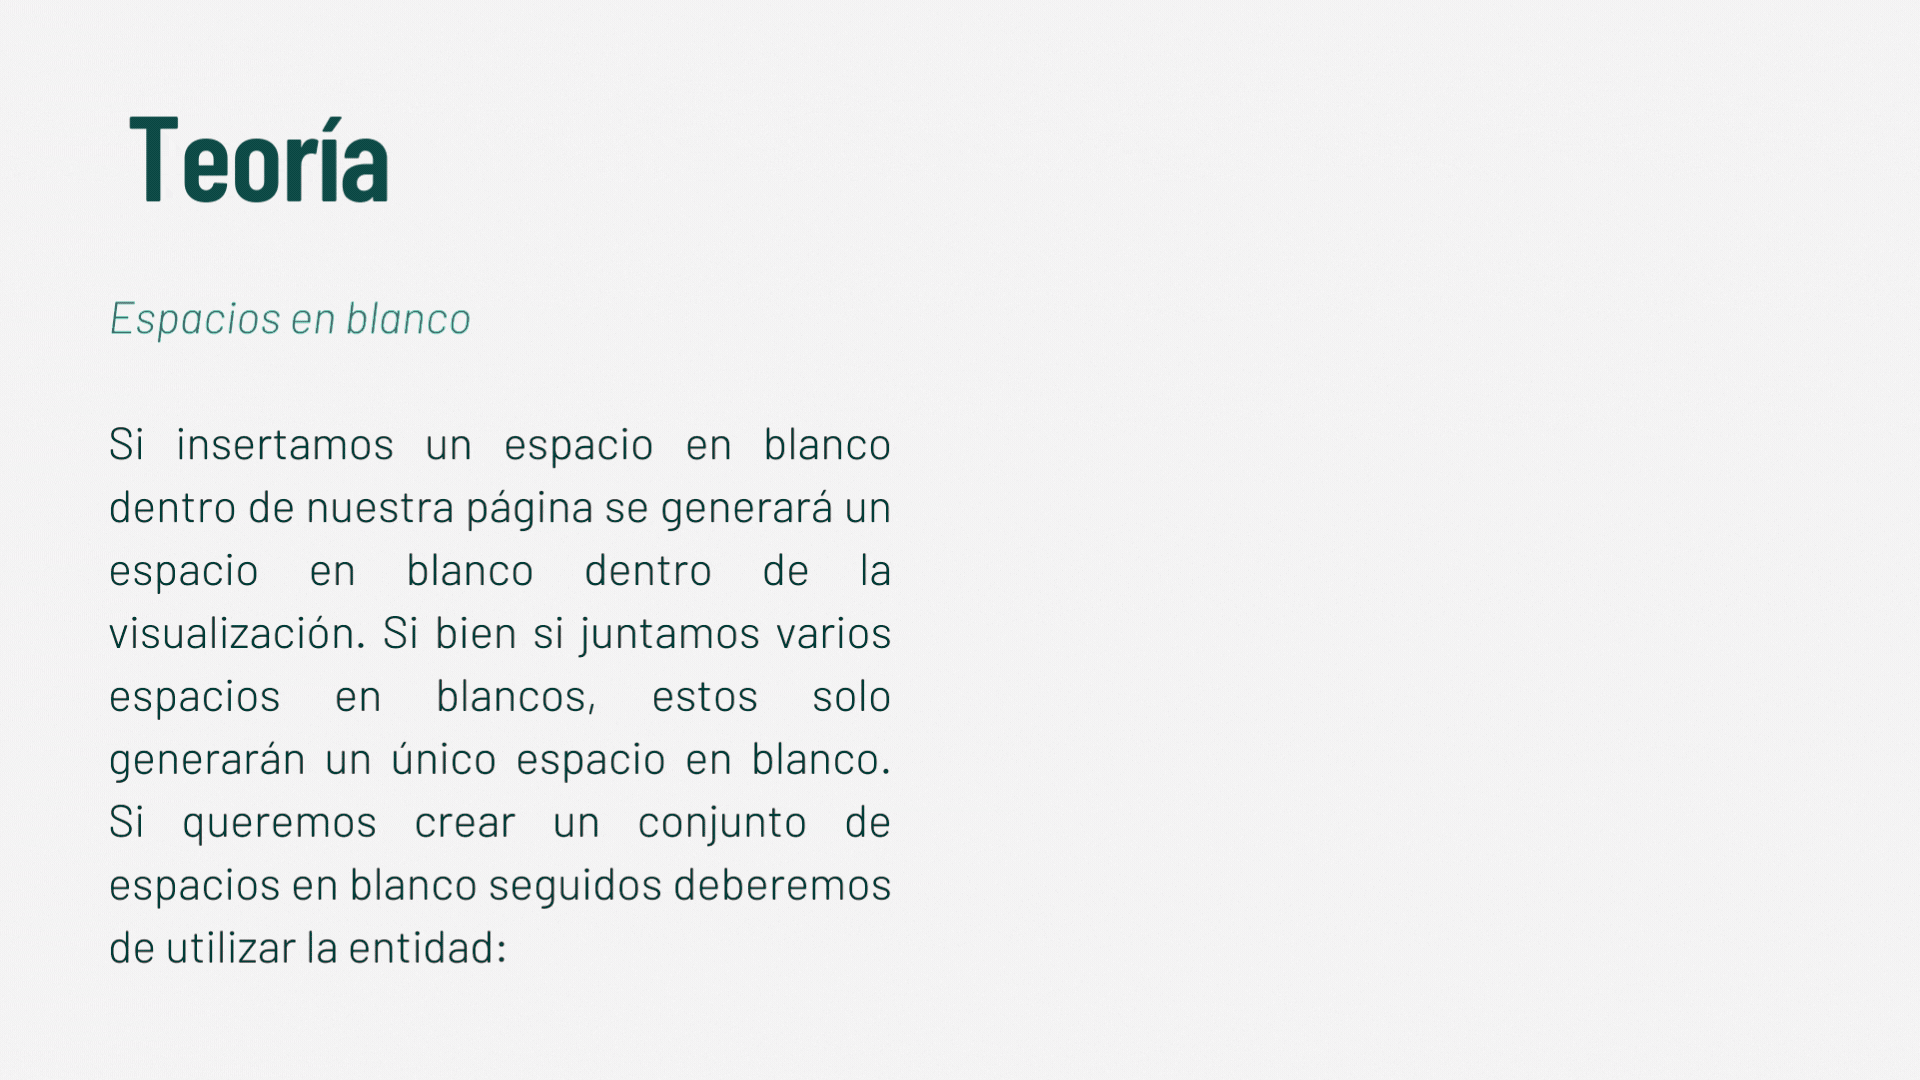 Teoría
Espacios en blanco
Si insertamos un espacio en blanco
dentro de nuestra página se generará un
espacio en blanco dentro de la
visualización. Si bien si juntamos varios
espacios en blancos, estos solo
generarán un único espacio en blanco.
Si queremos crear un conjunto de
espacios en blanco seguidos deberemos
de utilizar la entidad: